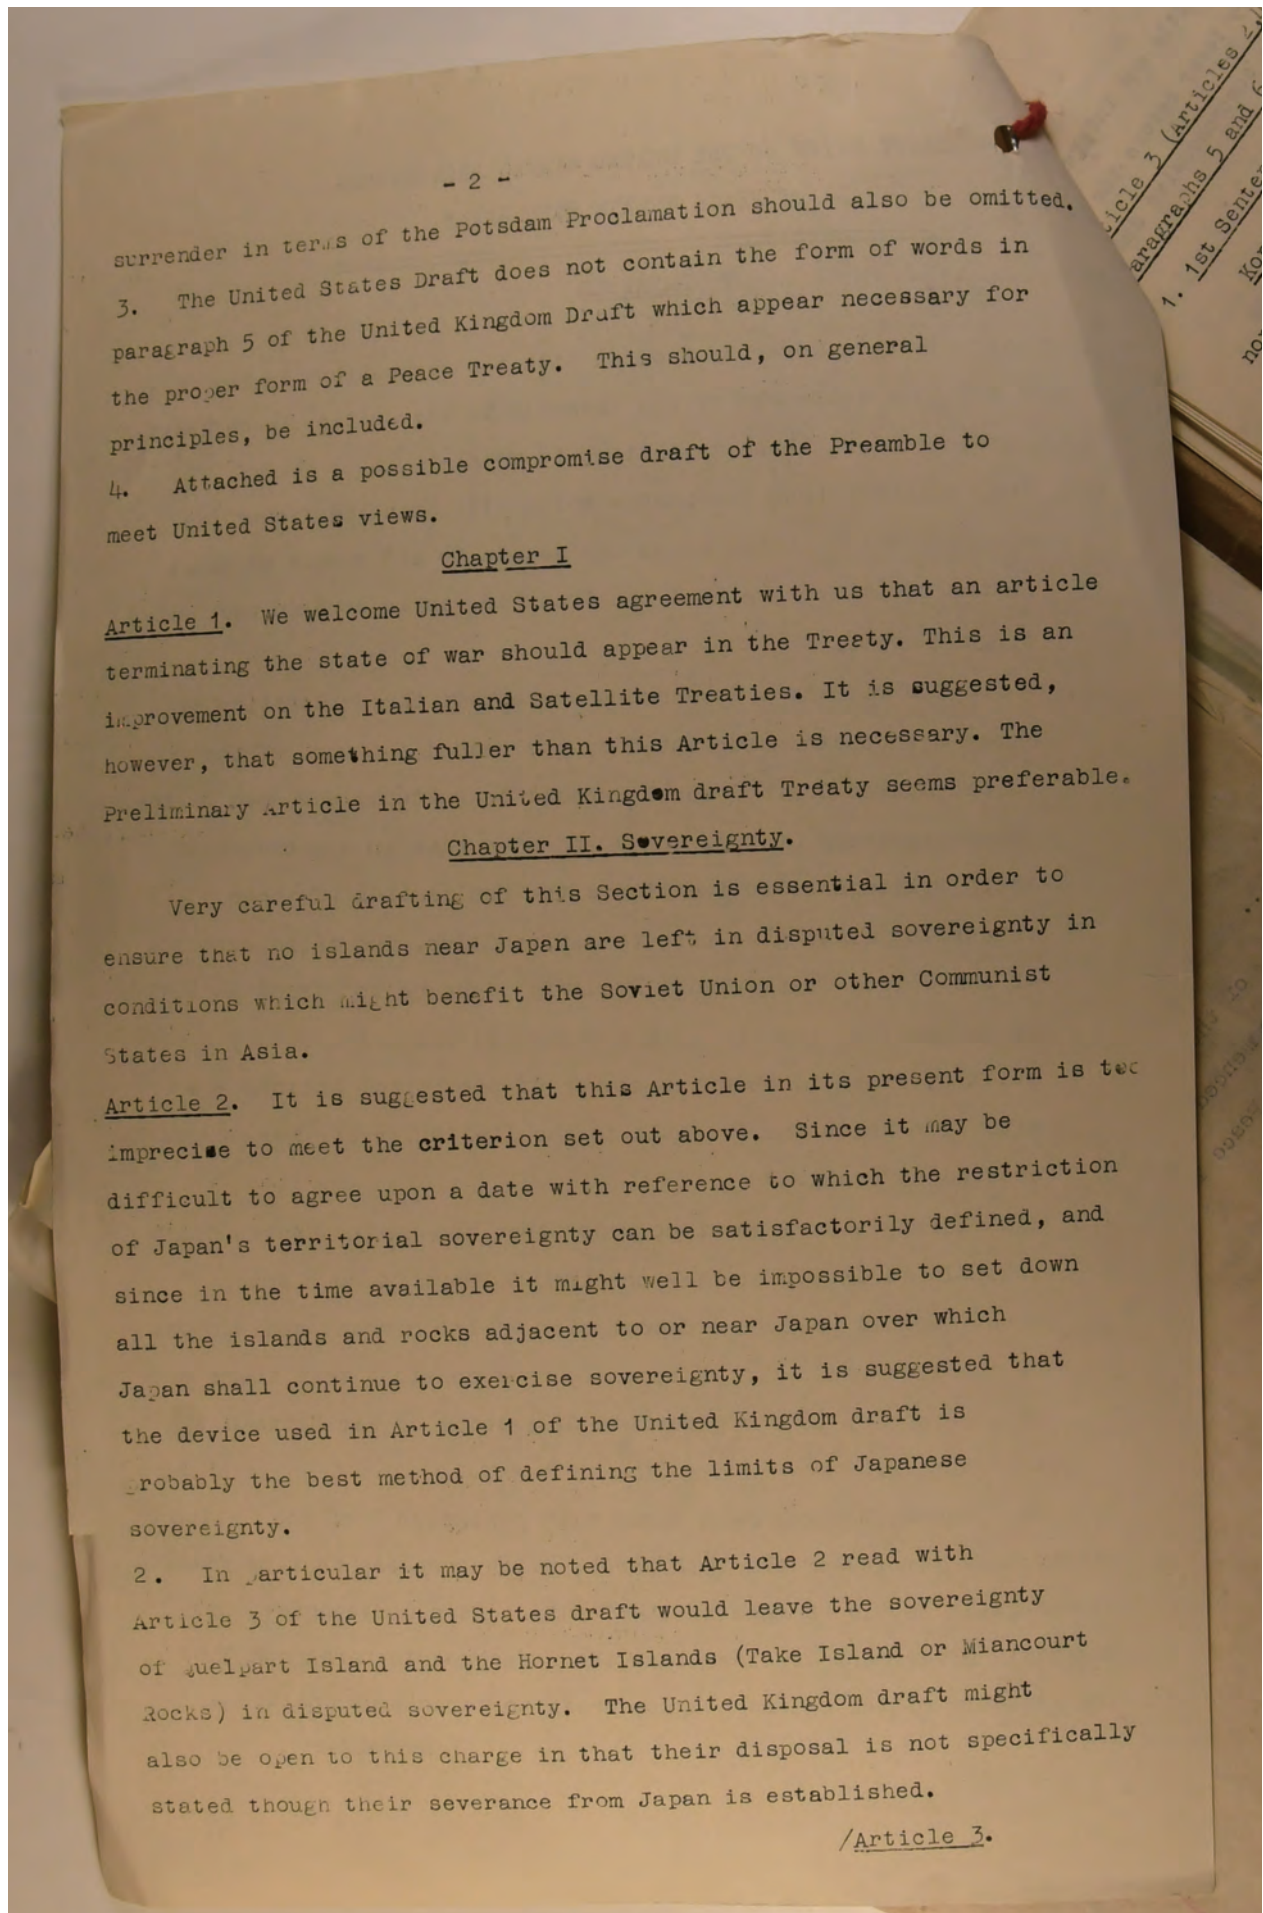 - 2 -
surrender in terms of the Potsdam Proclamation should also be omitted.
3. The United States Draft does not contain the form of words in
paragraph 5 of the United Kingdom Draft which appear necessary for
the proper form of a Peace Treaty. This should, on general
principles, be included.
4. Attached is a possible compromise draft of the Preamble to
meet United States views.
Chapter I
Article 1. We welcome United States agreement with us that an article
terminating the state of war should appear in the Treaty. This is an
improvement on the Italian and Satellite Treaties. It is suggested,
however, that something fuller than this Article is necessary. The
Preliminary Article in the United Kingdom draft Treaty seems preferable.
Chapter II. Sovereignty.
Very careful drafting of this Section is essential in order to
ensure that no islands near Japan are left in disputed sovereignty in
conditions which might benefit the Soviet Union or other Communist
States in Asia.
Article 2. It is suggested that this Article in its present form is too
imprecise to meet the criterion set out above. Since it may be
difficult to agree upon a date with reference to which the restriction
of Japan's territorial sovereignty can be satisfactorily defined, and
since in the time available it might well be impossible to set down
all the islands and rocks adjacent to or near Japan over which
Japan shall continue to exercise sovereignty, it is suggested that
the device used in Article 1 of the United Kingdom draft is
probably the best method of defining the limits of Japanese
sovereignty.
2. In particular it may be noted that Article 2 read with
Article 3 of the United States draft would leave the sovereignty
of Quelpart Island and the Hornet Islands (Take Island or Miancourt
Rocks) in disputed sovereignty. The United Kingdom draft might
also be open to this charge in that their disposal is not specifically
stated though their severance from Japan is established.
/Article 3.
ticle 3 (Articles 2,
aragraphs 5 and 6
1. 1st Senten
Kor